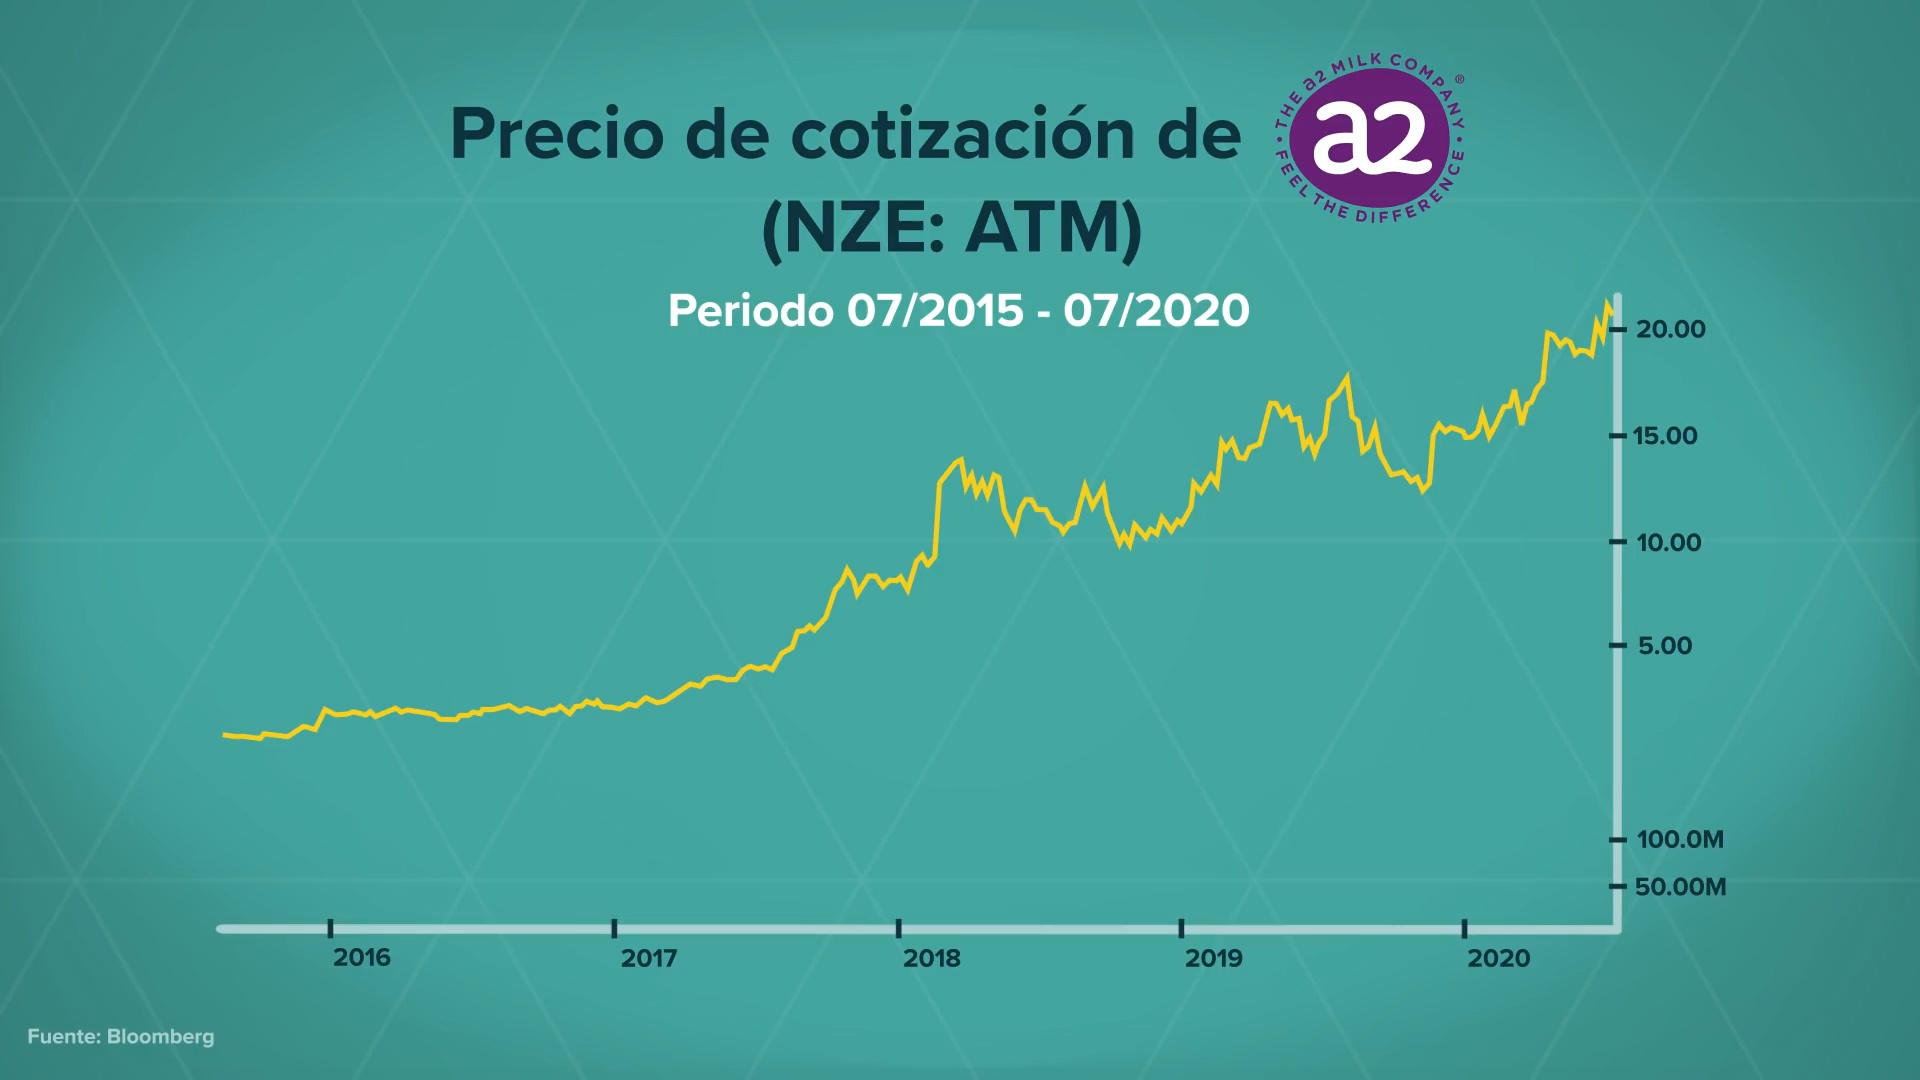 Precio de cotización de
(NZE: ATM)
• THE a2 MILK COMPANY • FEEL THE DIFFERENCE
®
a2
Periodo 07/2015 - 07/2020
20.00
15.00
10.00
5.00
100.0M
50.00M
2016
2017
2018
2019
2020
Fuente: Bloomberg